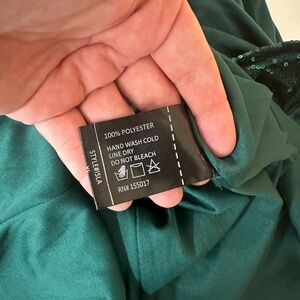 100% POLYESTER
HAND WASH COLD
LINE DRY
DO NOT BLEACH
RN# 155017